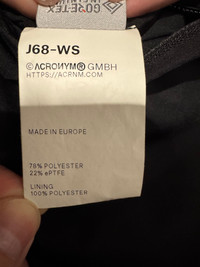 GORE-TEX
J68-WS
©ACRONYM® GMBH
HTTPS://ACRNM.COM
MADE IN EUROPE
78% POLYESTER
22% ePTFE
LINING
100% POLYESTER